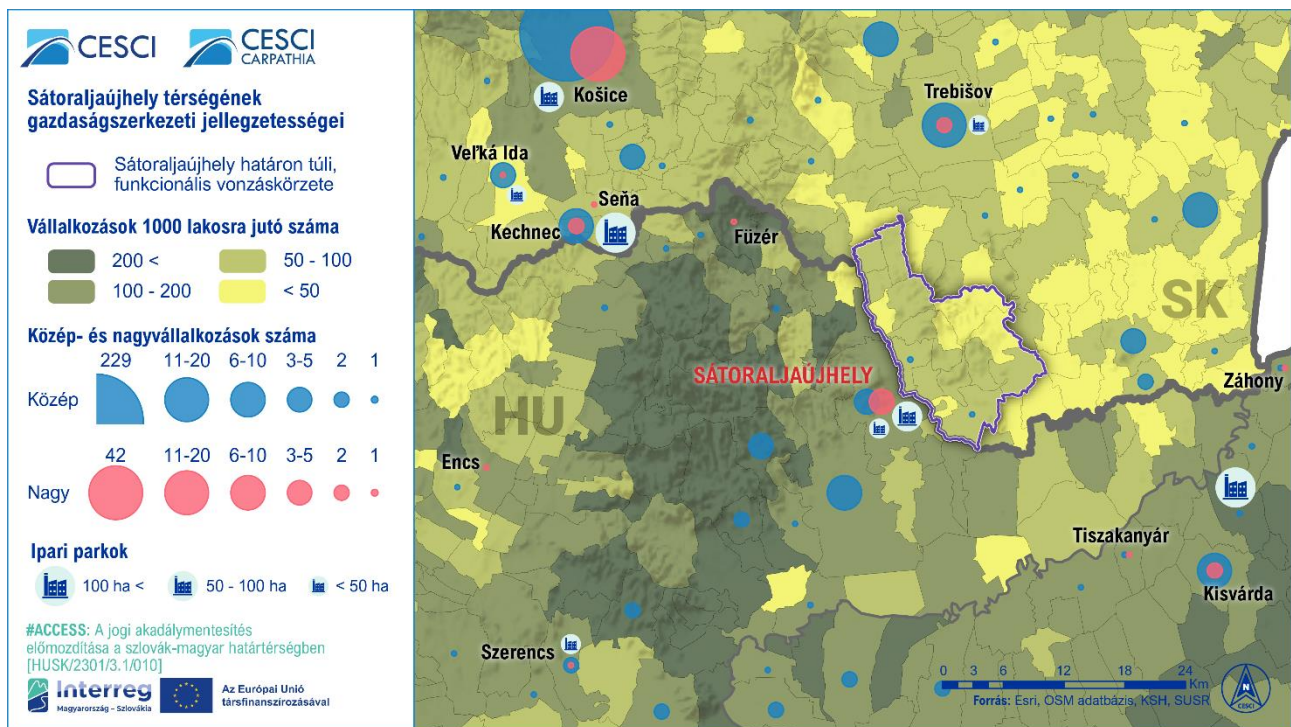 CESCI
CESCI
CARPATHIA
Sátoraljaújhely térségének
gazdaságszerkezeti jellegzetességei
Sátoraljaújhely határon túli,
funkcionális vonzáskörzete
Vállalkozások 1000 lakosra jutó száma
200 <
50 - 100
100 - 200
< 50
Közép- és nagyvállalkozások száma
229 11-20 6-10 3-5 2 1
Közép
42 11-20 6-10 3-5 2 1
Nagy
Ipari parkok
100 ha <
50 - 100 ha
< 50 ha
#ACCESS: A jogi akadálymentesítés
előmozdítása a szlovák-magyar határtérségben
[HUSK/2301/3.1/010]
Interreg
Magyarország – Szlovákia
Az Európai Unió
társfinanszírozásával
Košice
Trebišov
Veľká Ida
Seňa
Kechnec
Füzér
SK
SÁTORALJAÚJHELY
Záhony
HU
Encs
Tiszakanyár
Kisvárda
Szerencs
0 3 6 12 18 24
Km
Forrás: Esri, OSM adatbázis, KSH, SUSR
N
CESCI